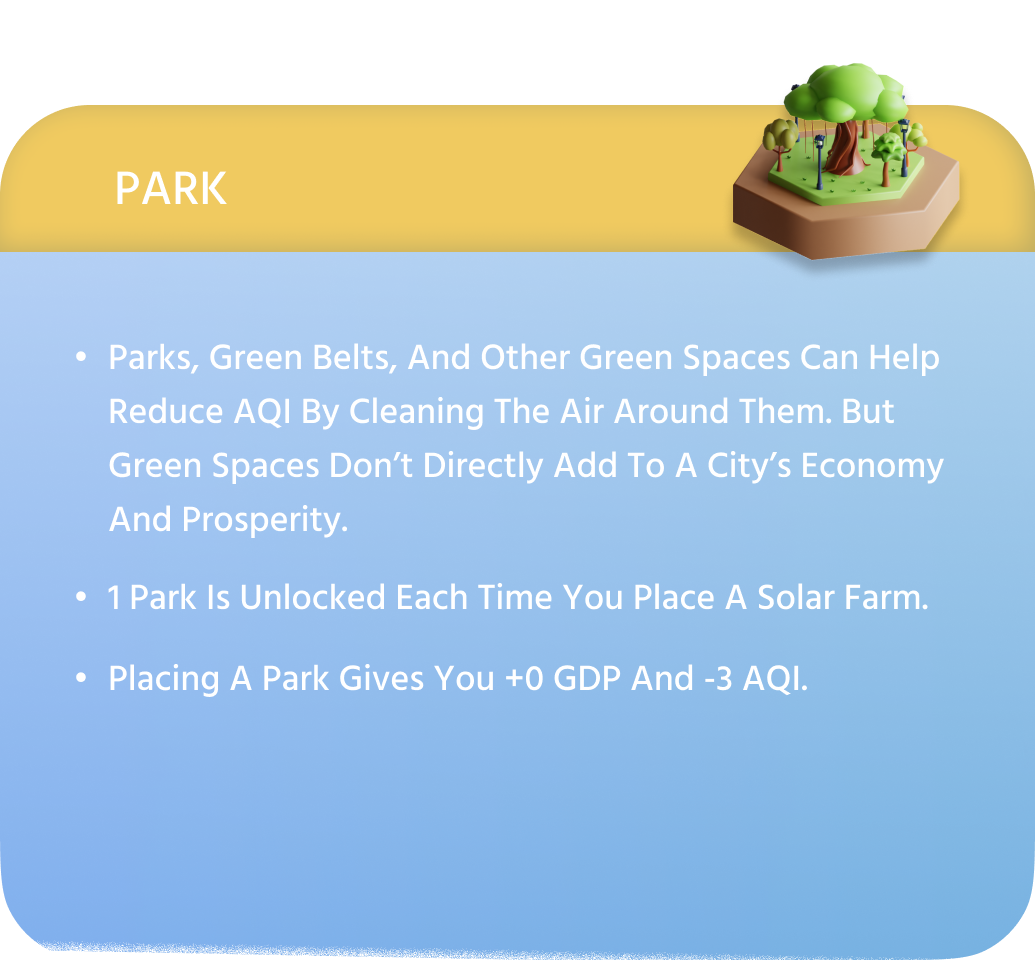 PARK
• Parks, Green Belts, And Other Green Spaces Can Help
Reduce AQI By Cleaning The Air Around Them. But
Green Spaces Don’t Directly Add To A City’s Economy
And Prosperity.
• 1 Park Is Unlocked Each Time You Place A Solar Farm.
• Placing A Park Gives You +0 GDP And -3 AQI.